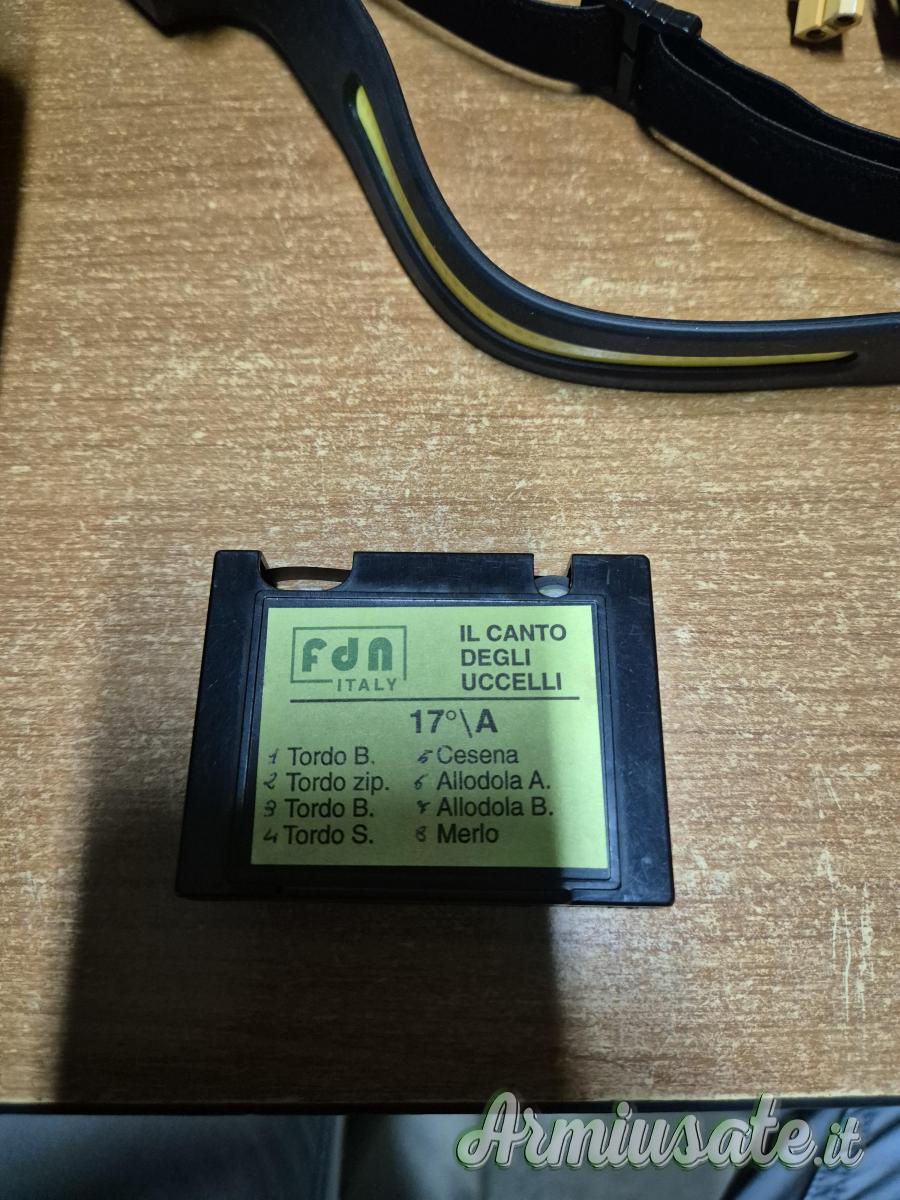 FDN
ITALY
IL CANTO
DEGLI
UCCELLI
17°\A
1 Tordo B.
2 Tordo zip.
3 Tordo B.
4 Tordo S.
5 Cesena
6 Allodola A.
7 Allodola B.
8 Merlo
Armiusate.it